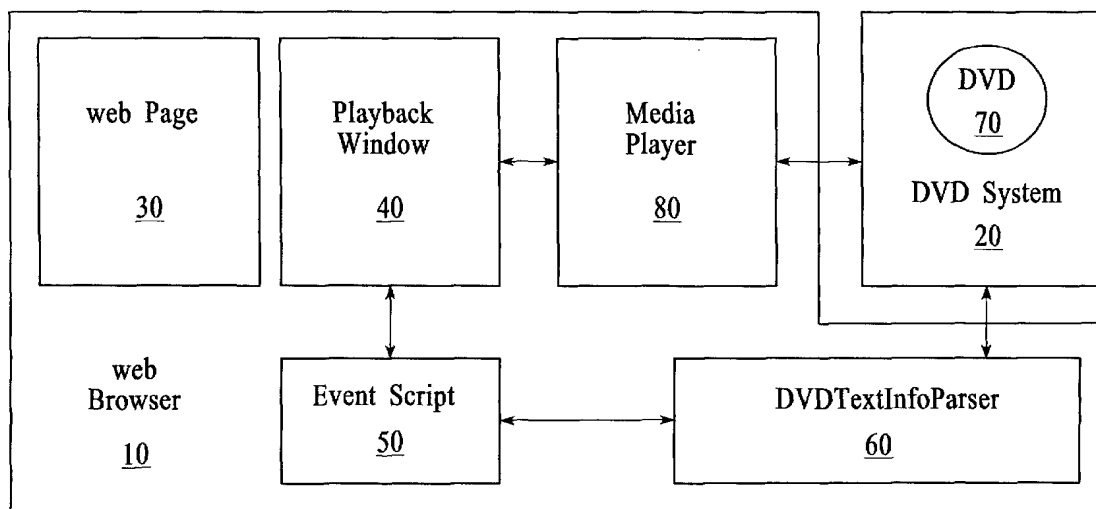 web Page
30
Playback
Window
40
Media
Player
80
DVD
70
DVD System
20
web
Browser
10
Event Script
50
DVDTextInfoParser
60